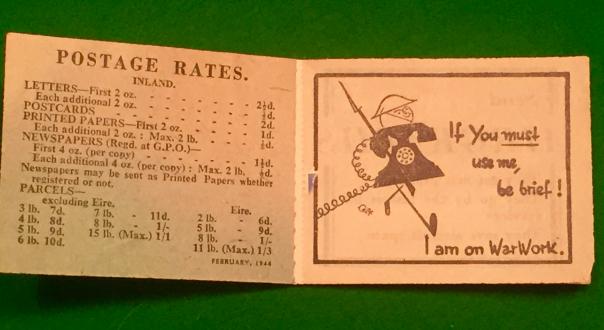 POSTAGE RATES.
INLAND.
LETTERS—First 2 oz. - - - - - - 2½d.
Each additional 2 oz. - - - - ½d.
POSTCARDS - - - - - - - 2d.
PRINTED PAPERS—First 2 oz. - - - 1d.
Each additional 2 oz. : Max. 2 lb. - ½d.
NEWSPAPERS (Regd. at G.P.O.)—
First 4 oz. (per copy) - - - - 1½d.
Each additional 4 oz. (per copy) : Max. 2 lb. ½d.
Newspapers may be sent as Printed Papers whether
registered or not.
PARCELS—
excluding Eire. Eire.
3 lb. 7d. 7 lb. - 11d. 2 lb. - 6d.
4 lb. 8d. 8 lb. - 1/- 5 lb. - 9d.
5 lb. 9d. 15 lb. (Max.) 1/1 8 lb. - 1/-
6 lb. 10d. 11 lb. (Max.) 1/3
FEBRUARY, 1944
If You must
use me,
be brief!
I am on War Work.